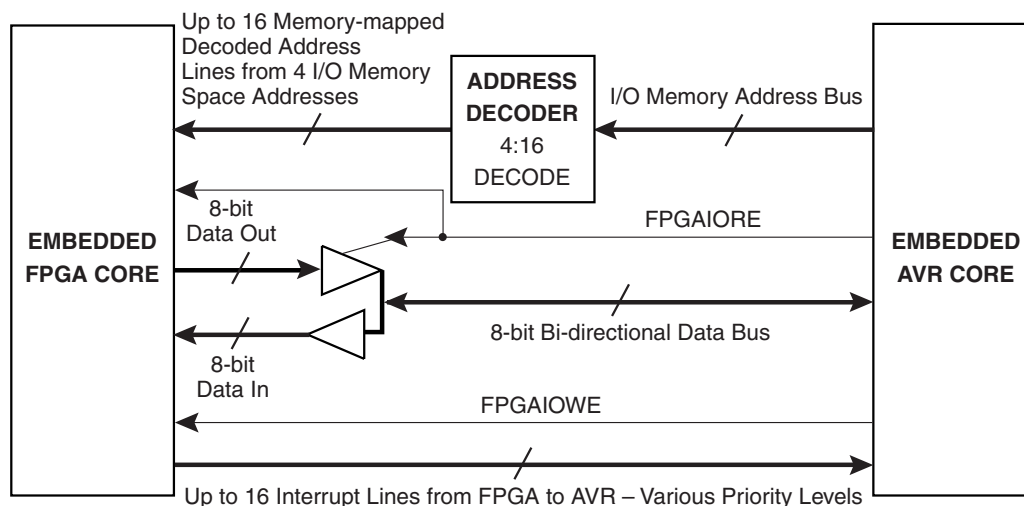 Up to 16 Memory-mapped
Decoded Address
Lines from 4 I/O Memory
Space Addresses
ADDRESS
DECODER
4:16
DECODE
I/O Memory Address Bus
8-bit
Data Out
FPGAIORE
EMBEDDED
FPGA CORE
EMBEDDED
AVR CORE
8-bit Bi-directional Data Bus
8-bit
Data In
FPGAIOWE
Up to 16 Interrupt Lines from FPGA to AVR – Various Priority Levels